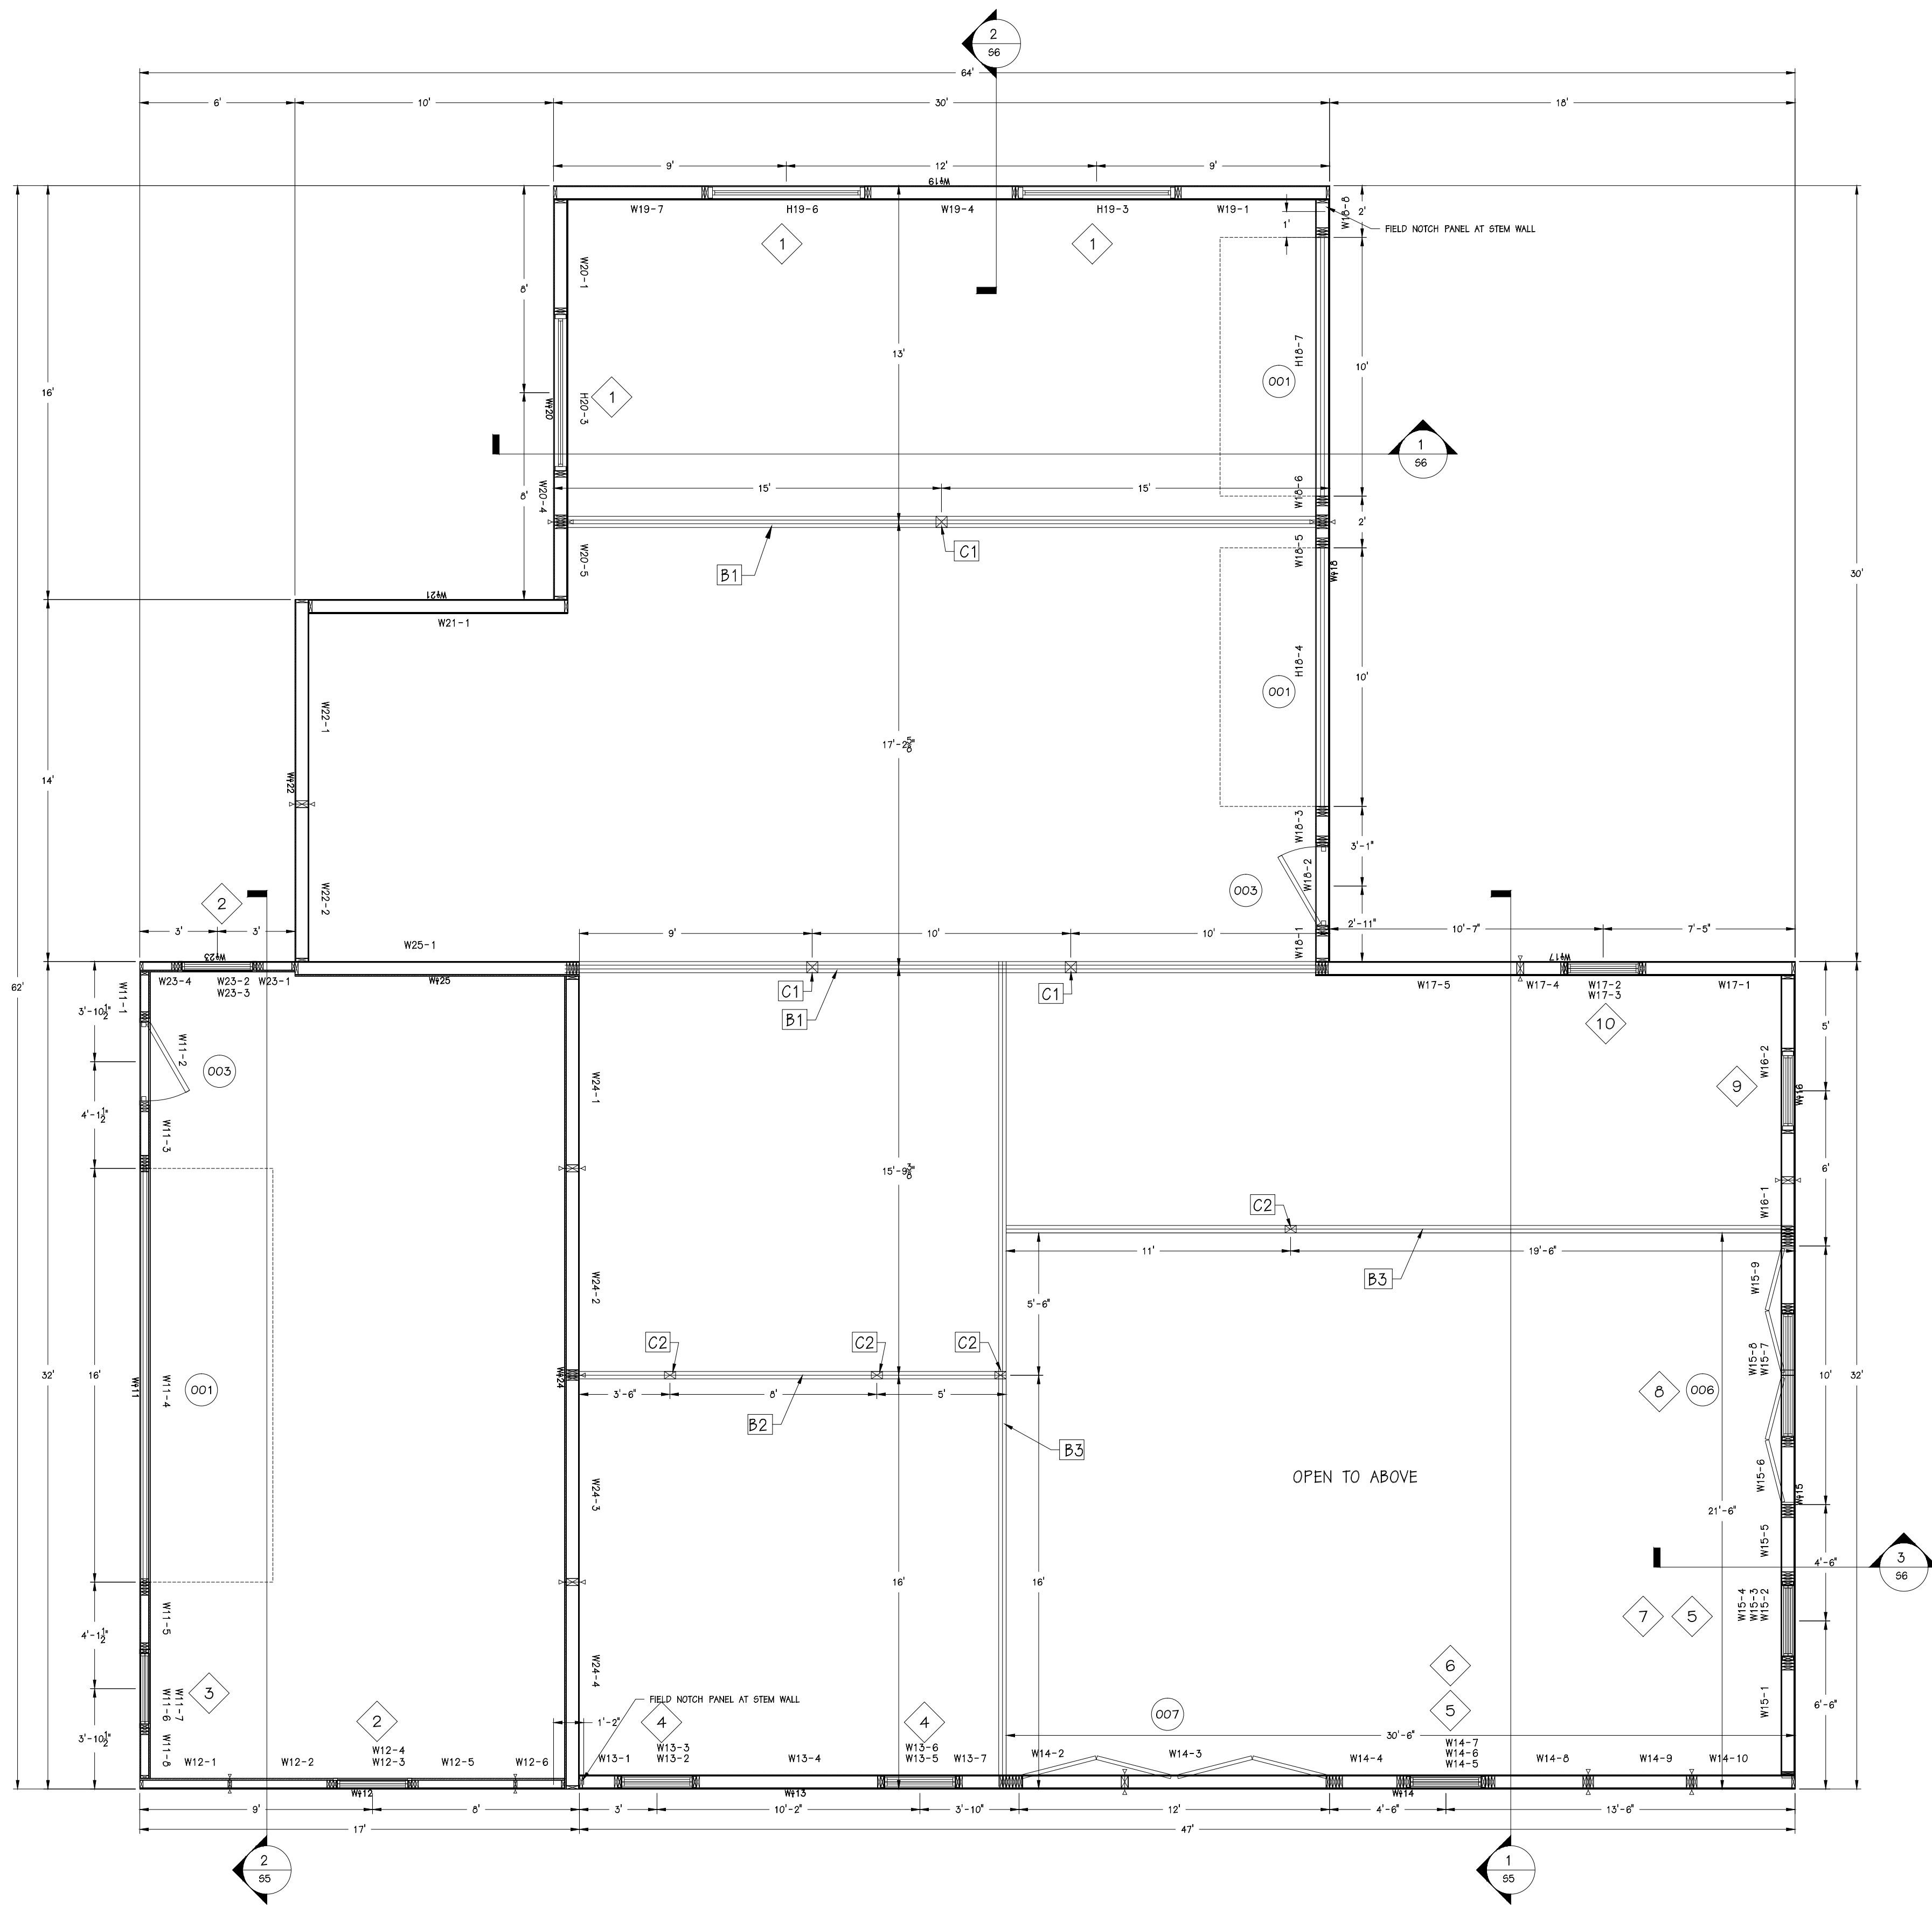 2
S6
64'
6'
10'
30'
18'
9'
12'
9'
W19
W19-7
H19-6
W19-4
H19-3
W19-1
W18-8
2'
1'
FIELD NOTCH PANEL AT STEM WALL
1
1
W20-1
8'
13'
H18-7
10'
16'
001
W20
H20-3
1
1
S6
15'
15'
W20-4
W18-6
2'
8'
C1
W18-5
W20-5
B1
W18
30'
W21
W21-1
H18-4
10'
001
W22-1
17'-2 5/8"
14'
W22
W18-3
3'-1"
W18-2
003
2
W22-2
2'-11"
3'
3'
9'
10'
10'
10'-7"
7'-5"
W25-1
W18-1
W23
W17
W23-4
W23-2
W23-1
W23-3
W25
W17-5
W17-4
W17-2
W17-1
W17-3
62'
W11-1
3'-10 1/2"
C1
C1
B1
10
5'
W11-2
003
W24-1
W16-2
9
W16
4'-1 1/2"
W11-3
15'-9 3/8"
6'
C2
W16-1
11'
19'-6"
B3
W24-2
5'-6"
W15-9
C2
C2
C2
32'
16'
W11
W11-4
001
W24
W15-8
W15-7
10'
32'
3'-6"
8'
5'
8
006
B2
B3
OPEN TO ABOVE
W15-6
W15
W24-3
21'-6"
W15-5
4'-6"
3
S6
16'
16'
W11-5
4'-1 1/2"
W15-4
W15-3
W15-2
7
5
W24-4
6
3
W11-7
W11-6
FIELD NOTCH PANEL AT STEM WALL
W15-1
6'-6"
2
1'-2"
4
4
007
5
3'-10 1/2"
W11-8
30'-6"
W12-1
W12-2
W12-4
W12-3
W12-5
W12-6
W13-1
W13-3
W13-2
W13-4
W13-6
W13-5
W13-7
W14-2
W14-3
W14-4
W14-7
W14-6
W14-5
W14-8
W14-9
W14-10
W12
W13
W14
9'
8'
3'
10'-2"
3'-10"
12'
4'-6"
13'-6"
17'
47'
2
S5
1
S5